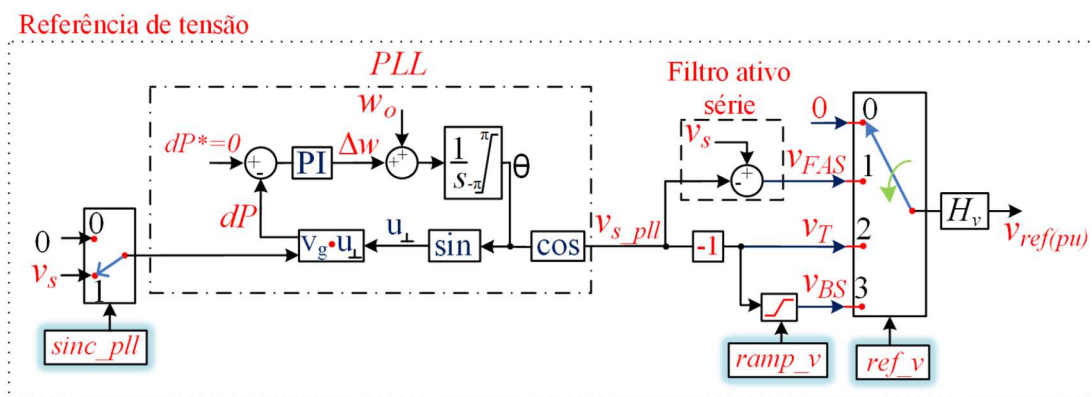 Referência de tensão
PLL
Filtro ativo
série
w_o
0
0
dP*=0
+
-
PI
Δw
+
+
1/s
π
-π
θ
v_s
-
+
v_FAS
1
dP
0
0
v_s
1
v_g•u_⊥
u_⊥
sin
cos
v_s_pll
-1
v_T
2
H_v
v_ref(pu)
v_BS
3
sinc_pll
ramp_v
ref_v